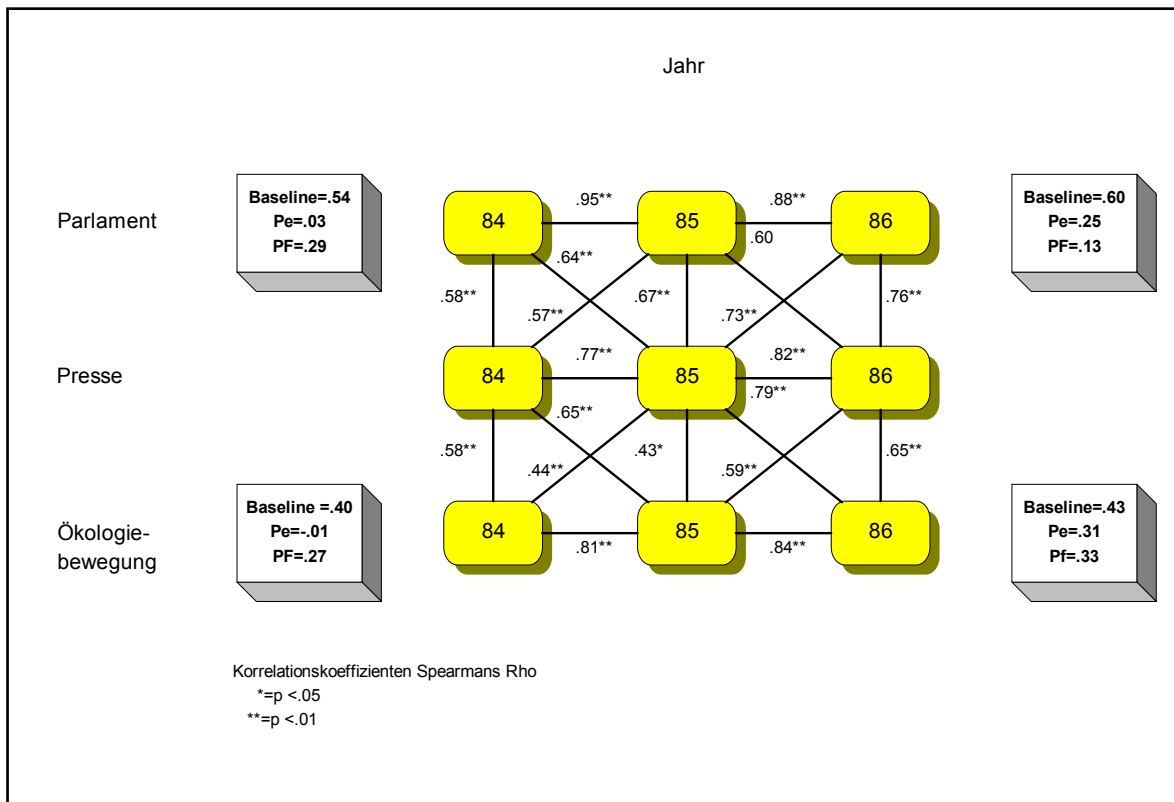 Jahr
Parlament
Baseline=.54
Pe=.03
PF=.29
84
.95**
85
.88**
86
Baseline=.60
Pe=.25
PF=.13
.60
.64**
.58**
.57**
.67**
.73**
.76**
Presse
84
.77**
85
.82**
86
.79**
.65**
.58**
.44**
.43*
.59**
.65**
Ökologie-
bewegung
Baseline =.40
Pe=-.01
PF=.27
84
.81**
85
.84**
86
Baseline=.43
Pe=.31
Pf=.33
Korrelationskoeffizienten Spearmans Rho
*=p <.05
**=p <.01